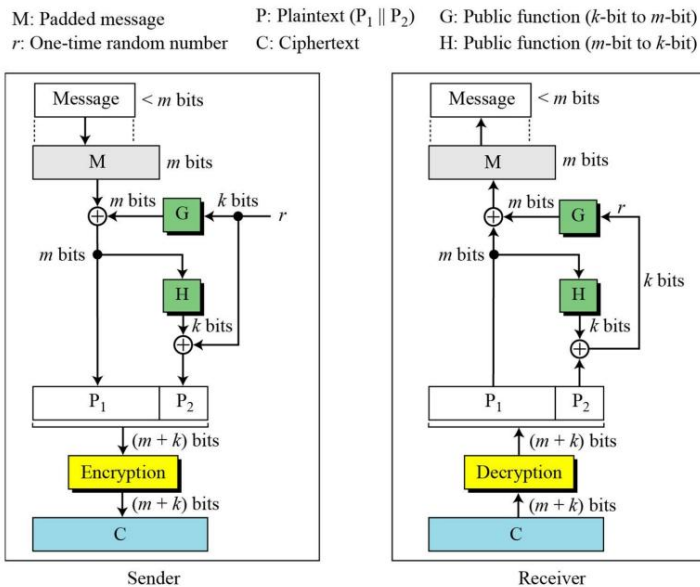 M: Padded message P: Plaintext (P₁ || P₂) G: Public function (k-bit to m-bit)
r: One-time random number C: Ciphertext H: Public function (m-bit to k-bit)
Message < m bits
M m bits
m bits G k bits r
m bits
H
k bits
P₁ P₂
(m + k) bits
Encryption
(m + k) bits
C
Sender
Message < m bits
M m bits
m bits G r
m bits
k bits
H
k bits
P₁ P₂
(m + k) bits
Decryption
(m + k) bits
C
Receiver